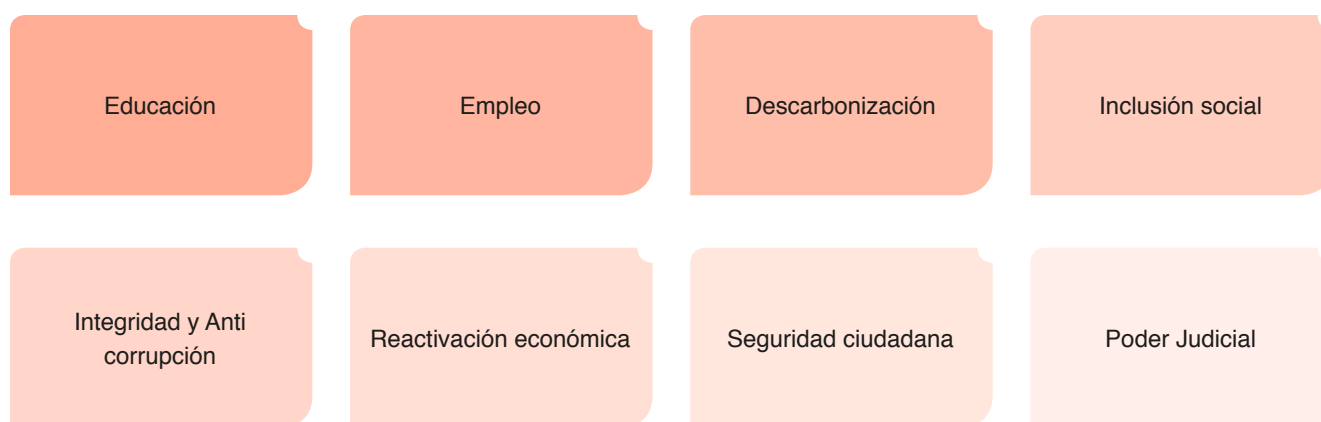 Educación
Empleo
Descarbonización
Inclusión social
Integridad y Anti
corrupción
Reactivación económica
Seguridad ciudadana
Poder Judicial